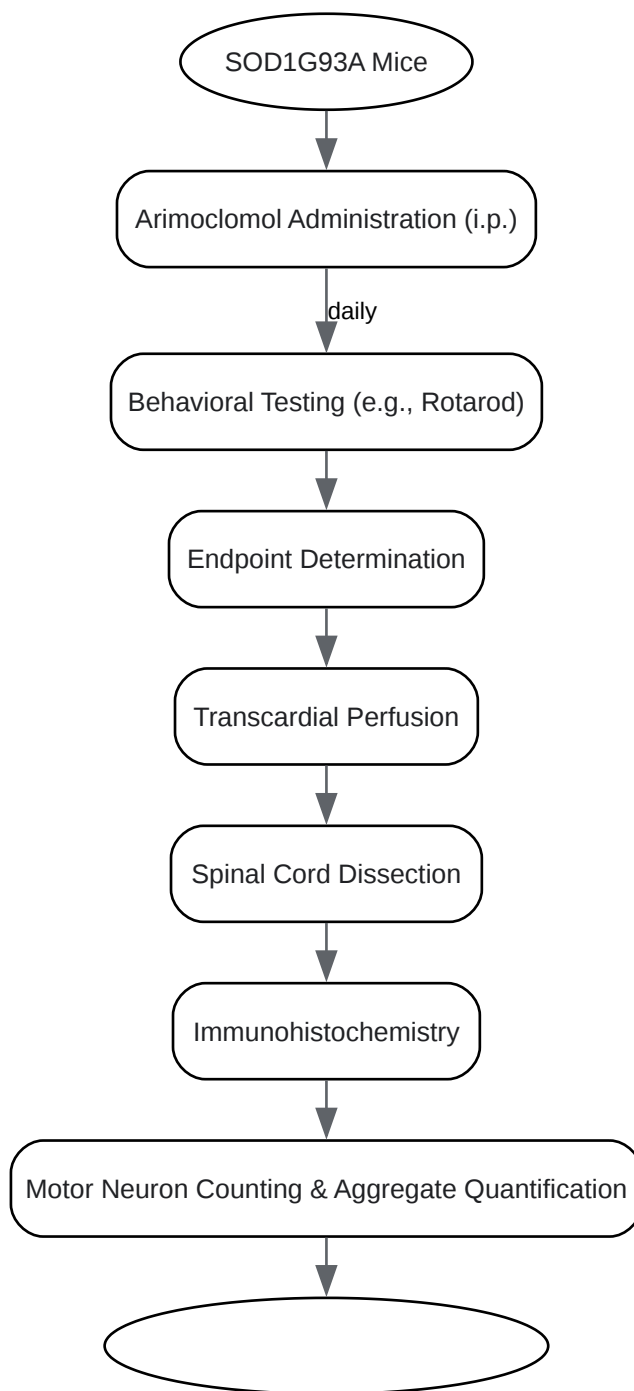 SOD1G93A Mice
Arimoclomol Administration (i.p.)
daily
Behavioral Testing (e.g., Rotarod)
Endpoint Determination
Transcardial Perfusion
Spinal Cord Dissection
Immunohistochemistry
Motor Neuron Counting & Aggregate Quantification